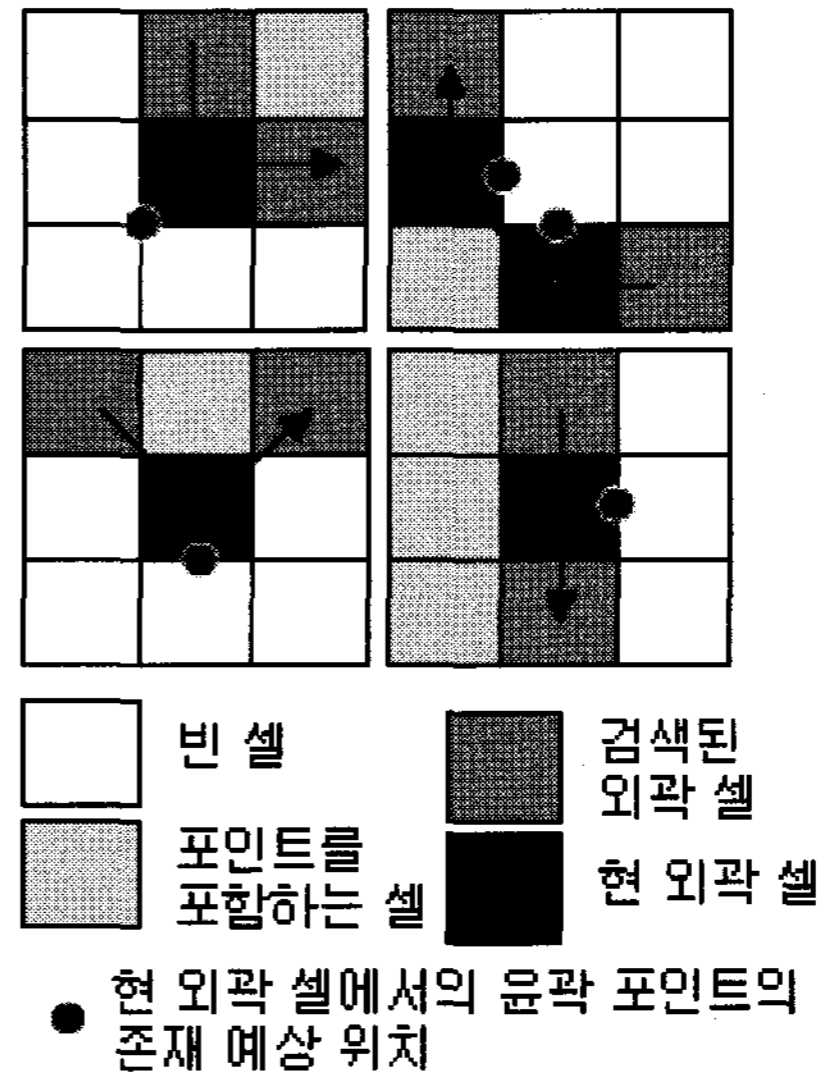 빈 셀
검색된
외곽 셀
포인트를
포함하는 셀
현 외곽 셀
현 외곽 셀에서의 윤곽 포인트의
존재 예상 위치